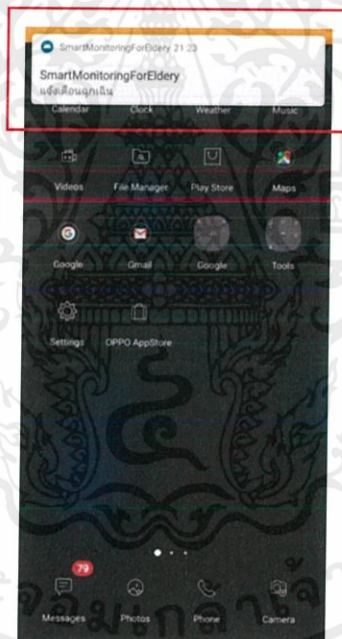 SmartMonitoringForEldery 21:23
SmartMonitoringForEldery
แจ้งเตือนฉุกเฉิน
Calendar Clock Weather Music
Videos File Manager Play Store Maps
Google Gmail Google Tools
Settings OPPO AppStore
79
Messages Photos Phone Camera